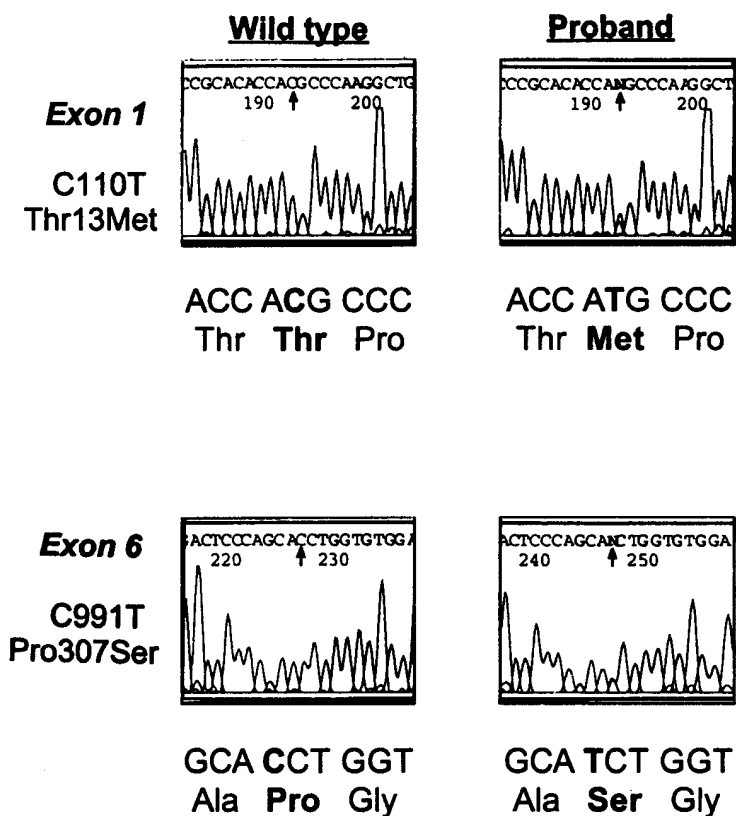 Wild type Proband
Exon 1
C110T
Thr13Met
CCGCACACCACGCCCAAGGCTG
190 200
CCCGCACACCANGCCCAAGGCT
190 200
ACC ACG CCC
Thr Thr Pro
ACC ATG CCC
Thr Met Pro
Exon 6
C991T
Pro307Ser
GACTCCCAGCACCTGGTGTGGA
220 230
ACTCCCAGCANCTGGTGTGGA
240 250
GCA CCT GGT
Ala Pro Gly
GCA TCT GGT
Ala Ser Gly